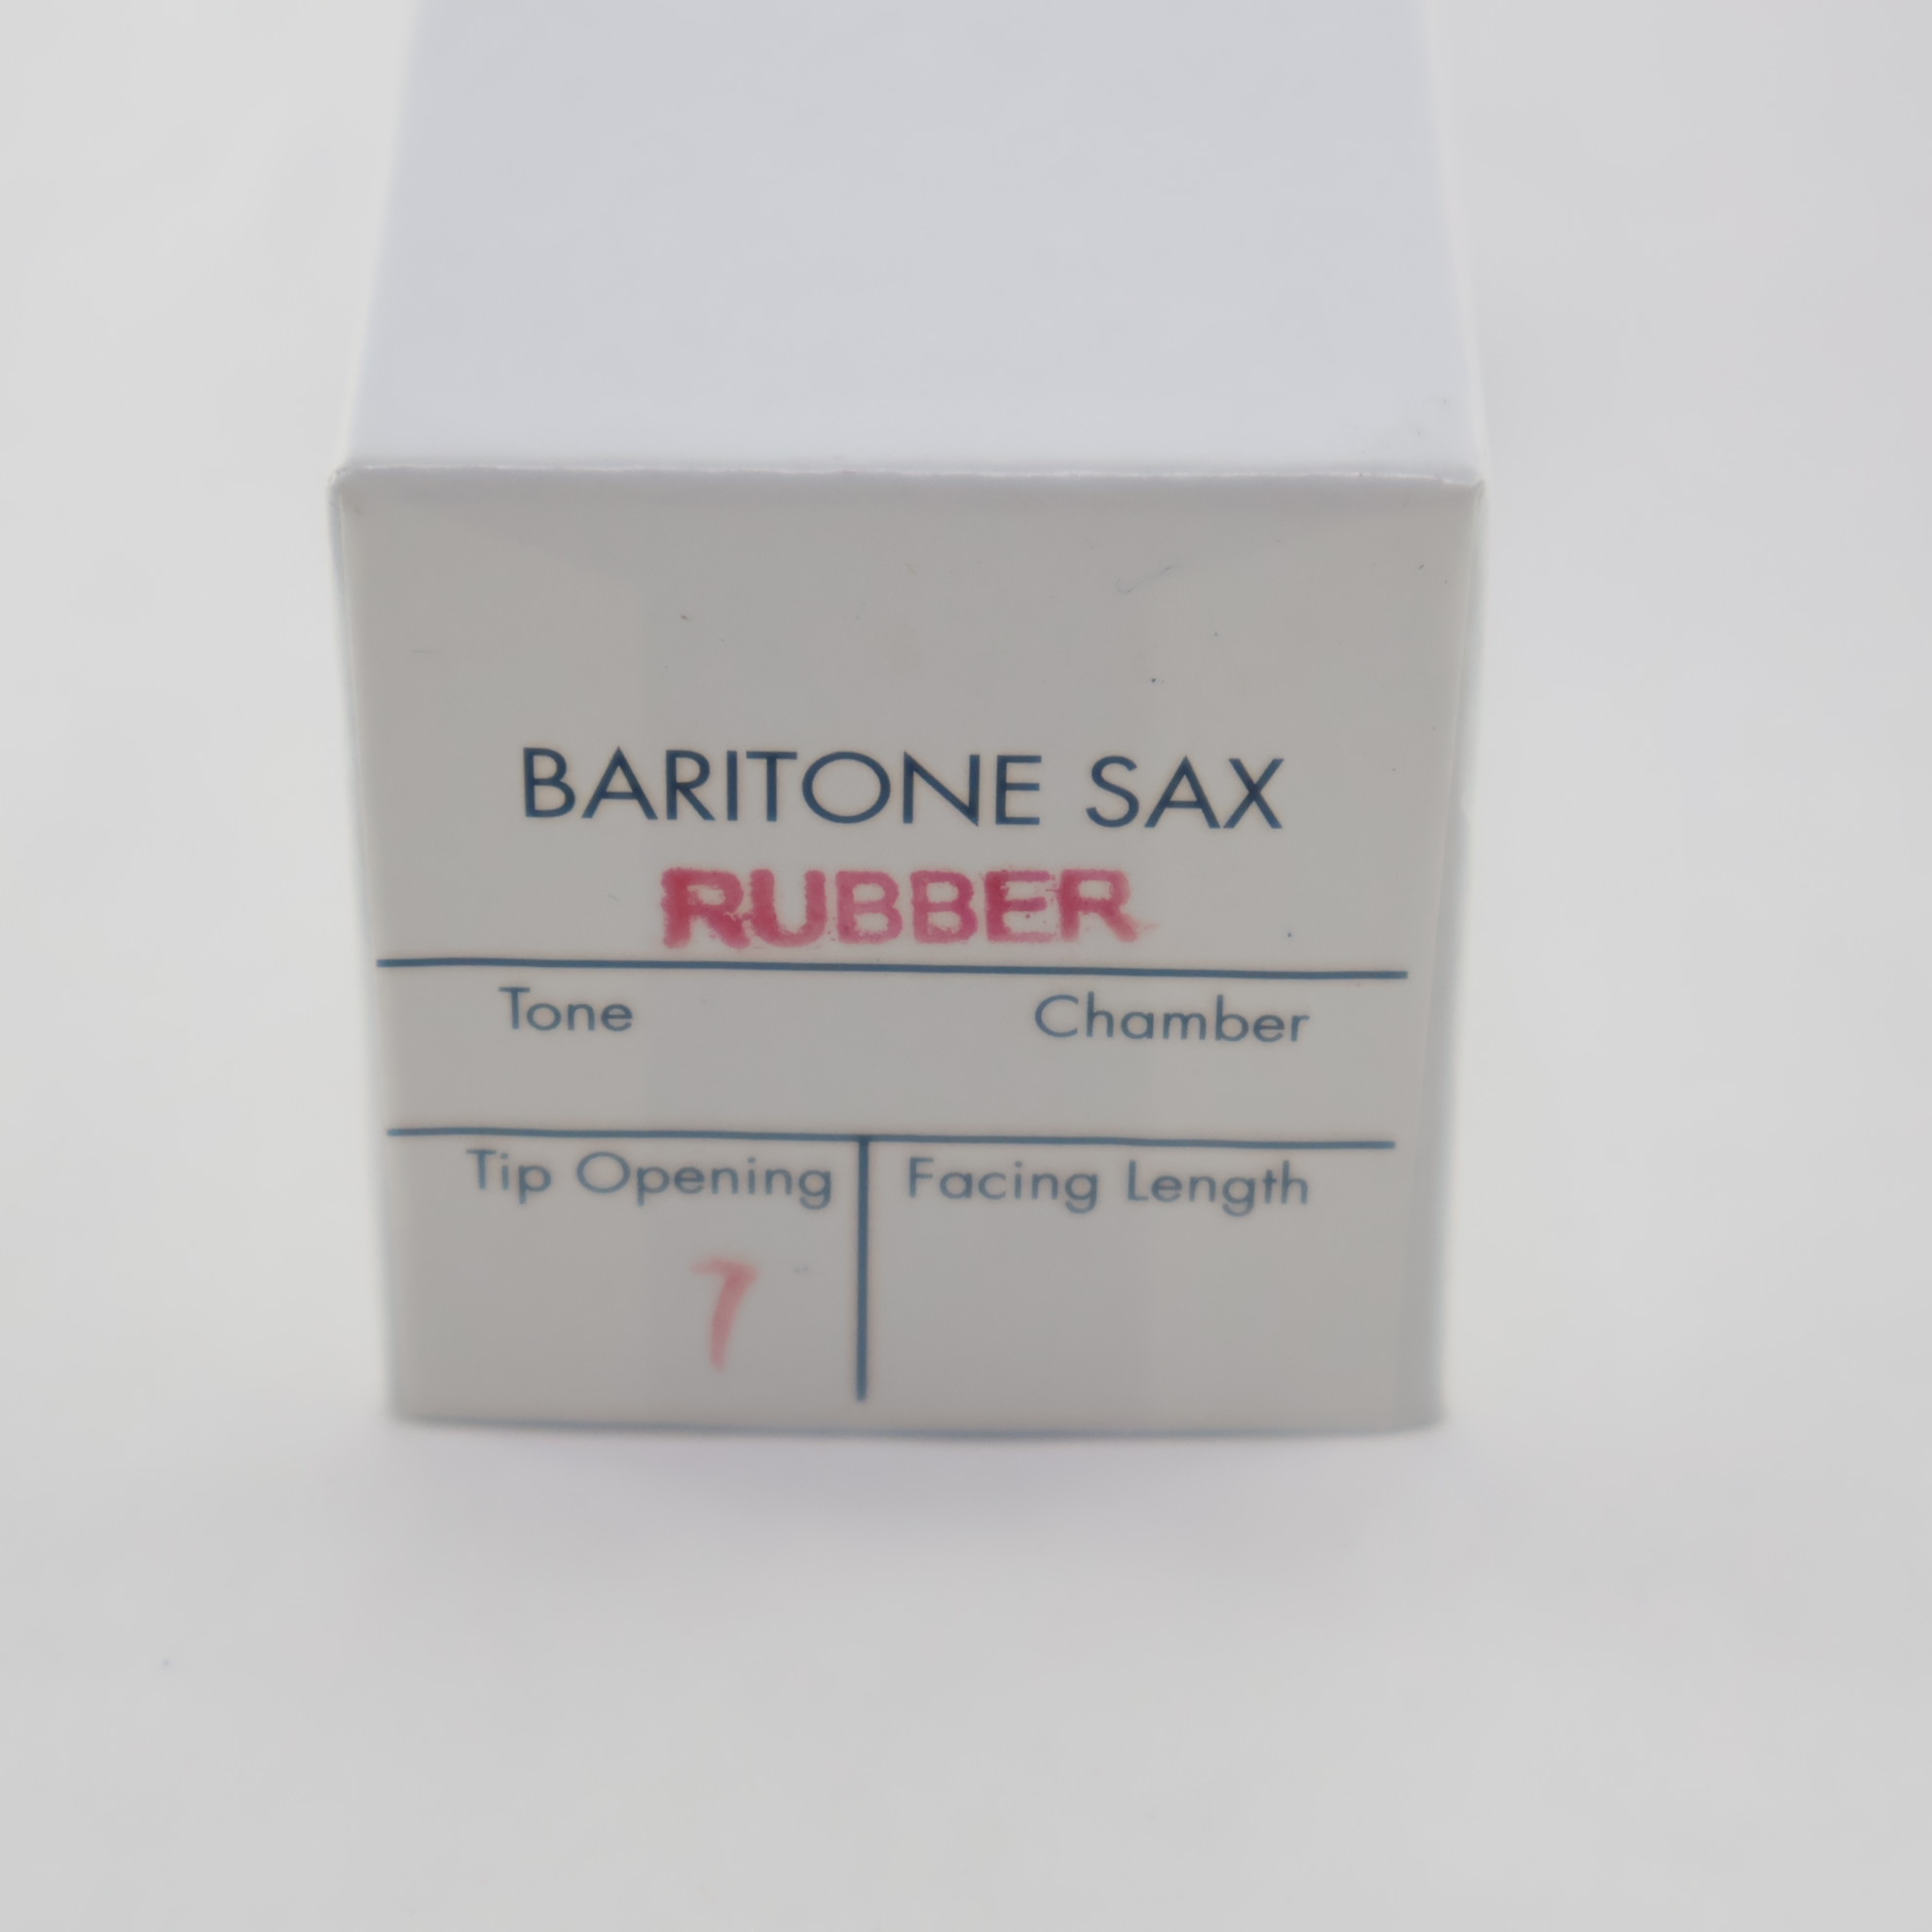 BARITONE SAX
RUBBER
Tone Chamber
Tip Opening Facing Length
7